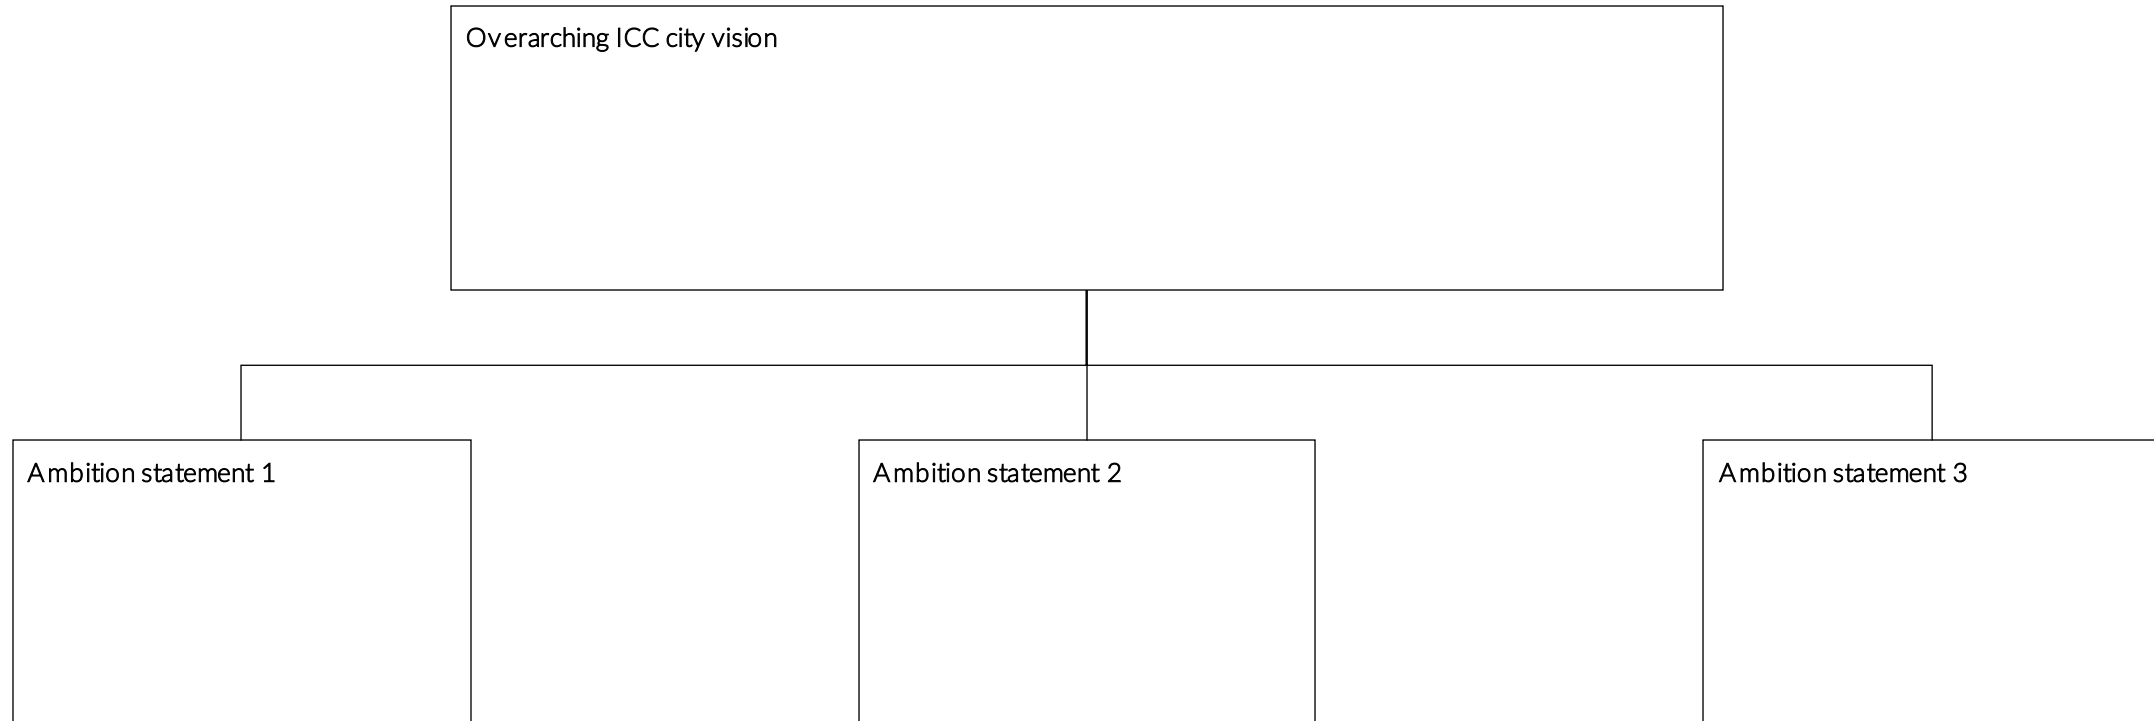 Overarching ICC city vision
Ambition statement 1
Ambition statement 2
Ambition statement 3